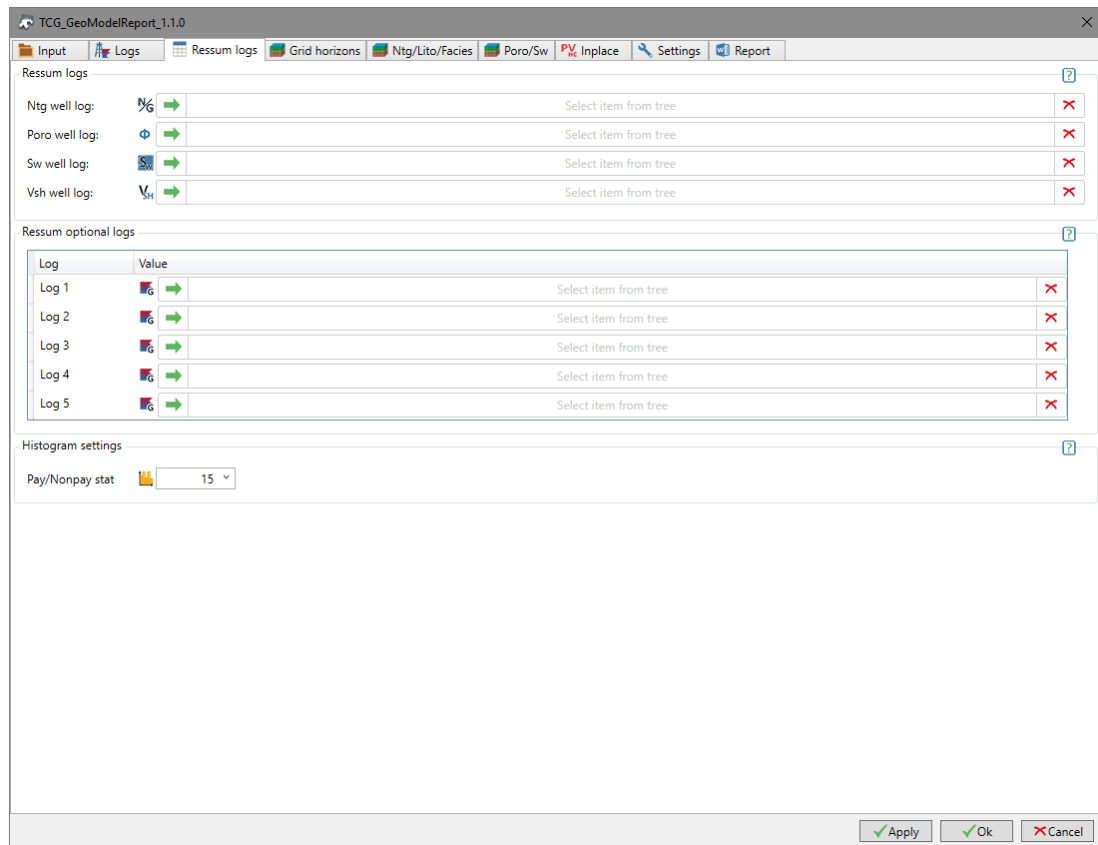 TCG_GeoModelReport_1.1.0
Input Logs Ressum logs Grid horizons Ntg/Lito/Facies Poro/Sw PV HC Inplace Settings Report
Ressum logs ?
Ntg well log: N/G Select item from tree
Poro well log: Φ Select item from tree
Sw well log: Sw Select item from tree
Vsh well log: VSH Select item from tree
Ressum optional logs ?
Log Value
Log 1 G Select item from tree
Log 2 G Select item from tree
Log 3 G Select item from tree
Log 4 G Select item from tree
Log 5 G Select item from tree
Histogram settings ?
Pay/Nonpay stat 15
Apply Ok Cancel